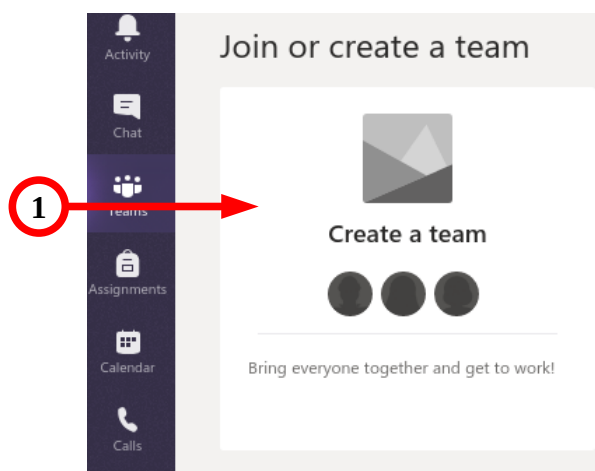 Activity
Join or create a team
Chat
1
Teams
Create a team
Assignments
Calendar
Bring everyone together and get to work!
Calls